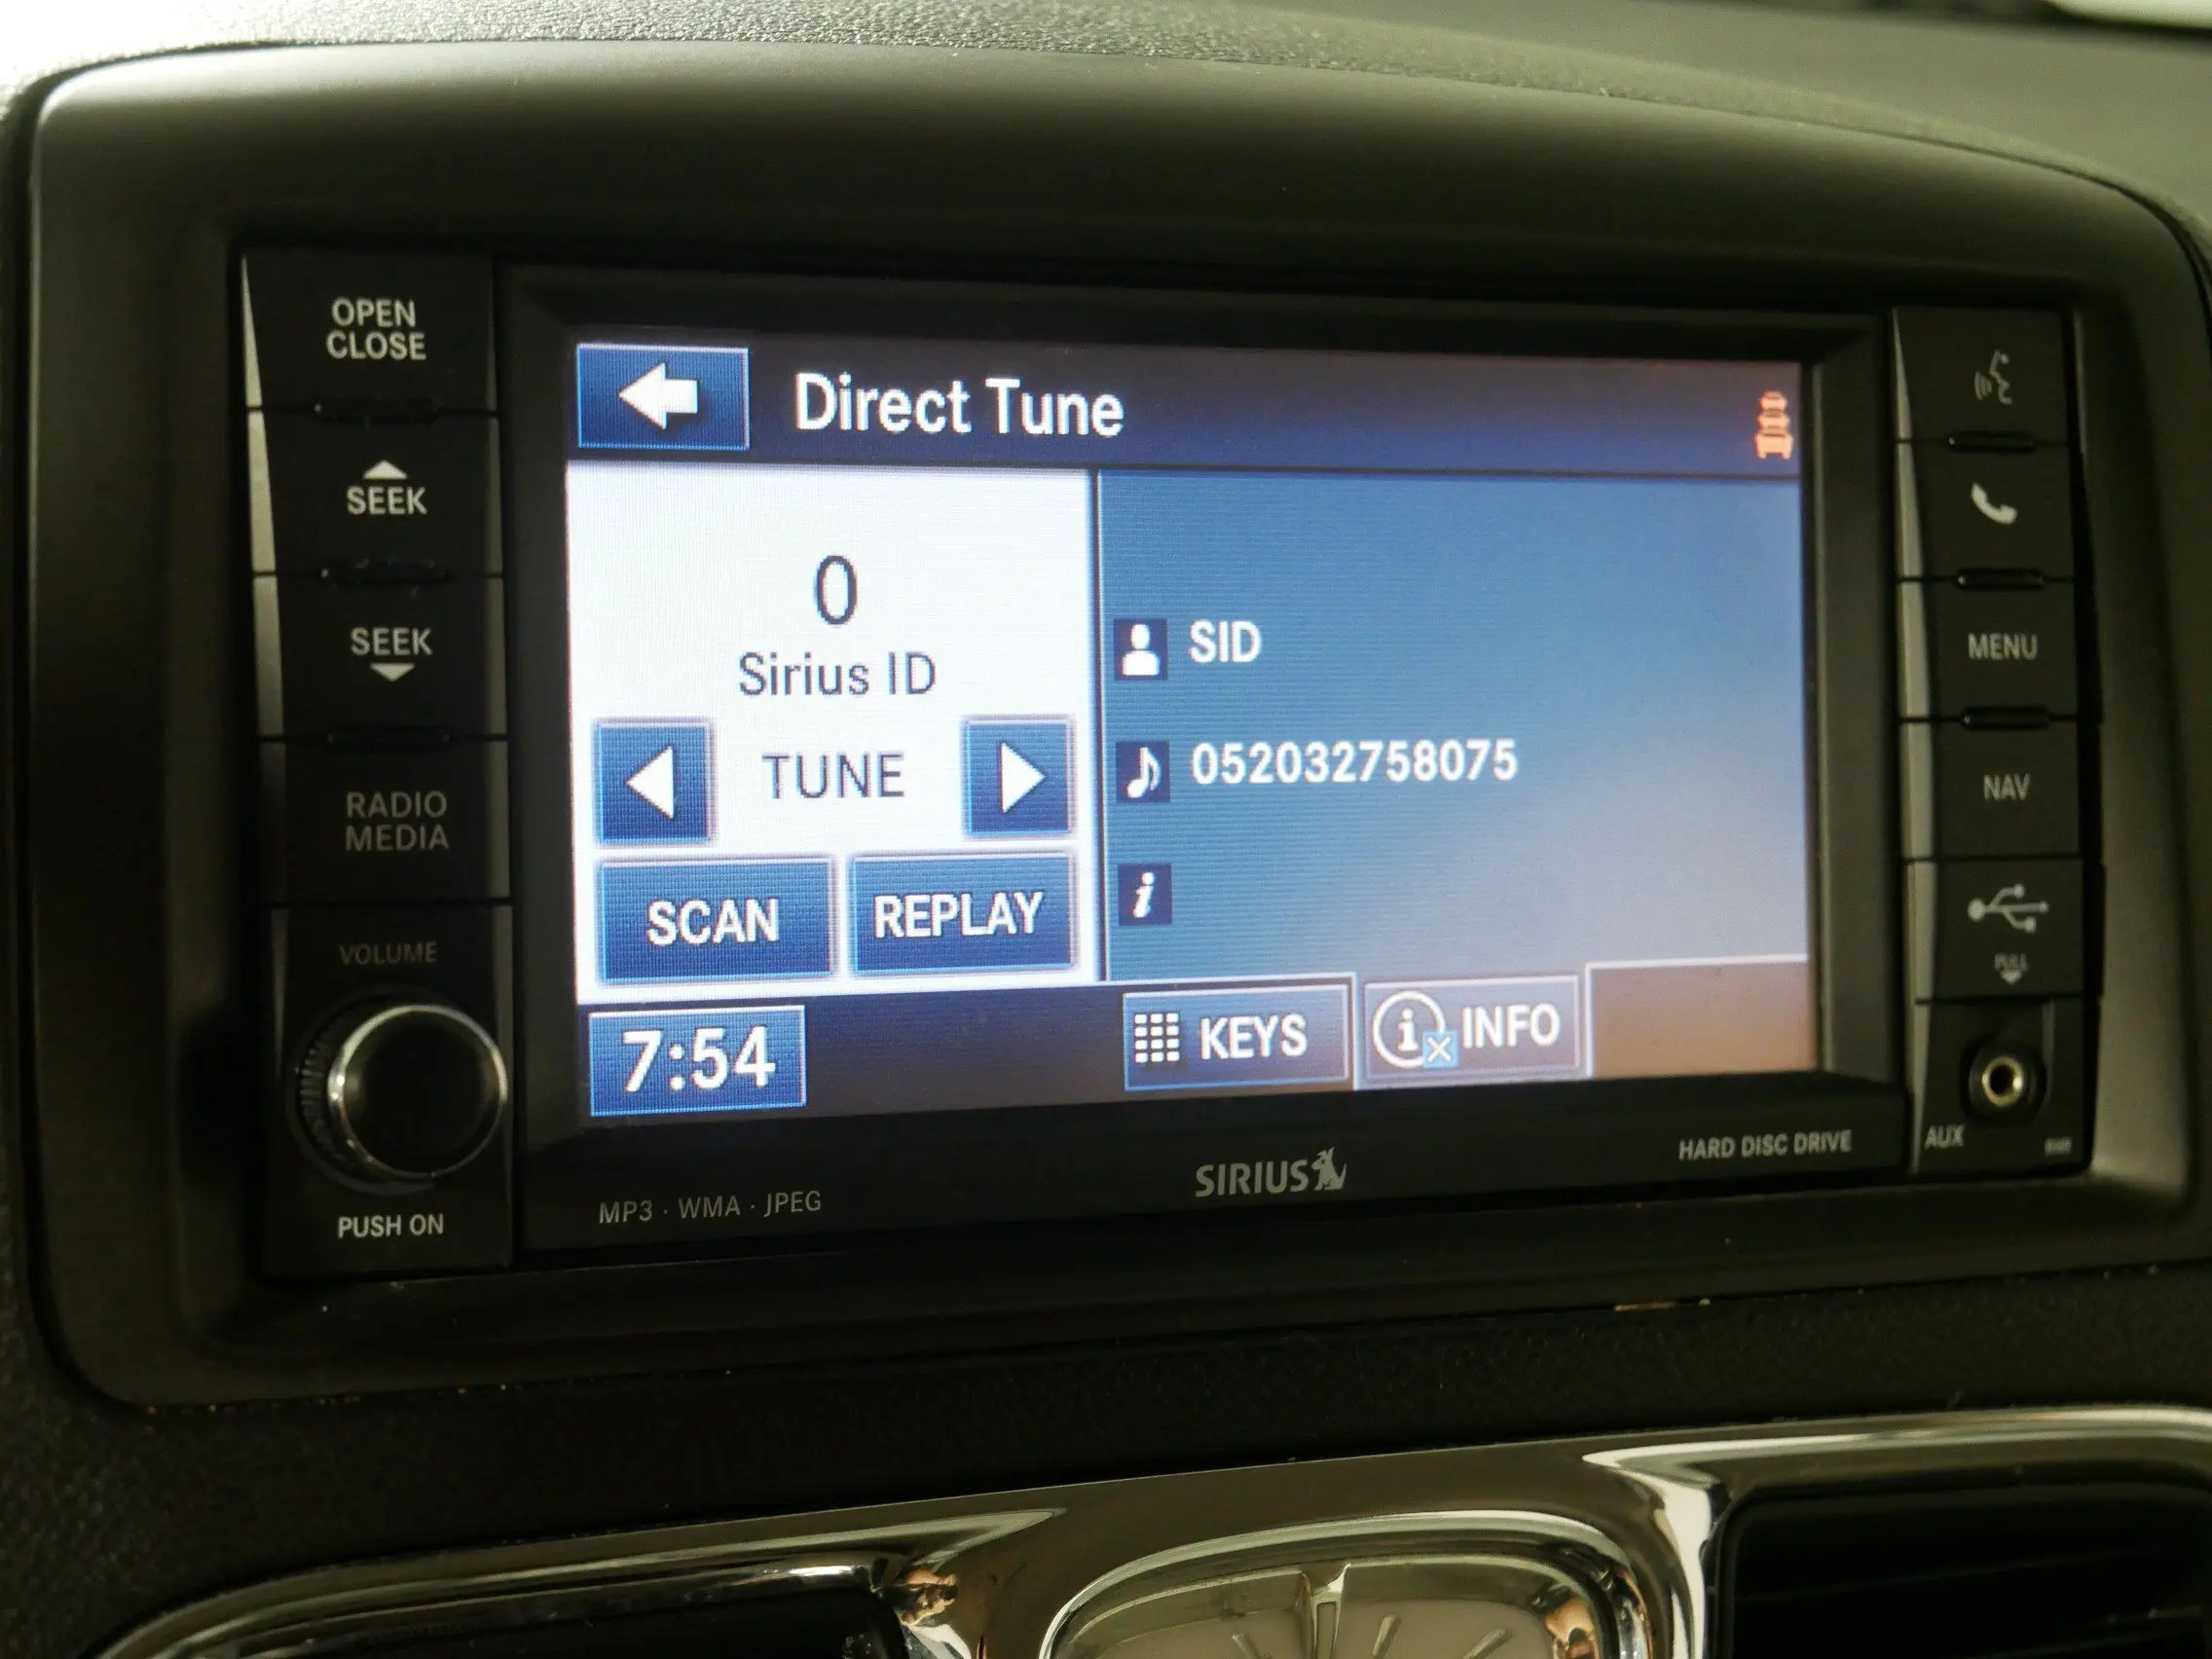 OPEN
CLOSE
SEEK
SEEK
RADIO
MEDIA
VOLUME
PUSH ON
Direct Tune
0
Sirius ID
TUNE
SCAN
REPLAY
SID
052032758075
i
7:54
KEYS
i INFO
MP3 · WMA · JPEG
SIRIUS
HARD DISC DRIVE
MENU
NAV
PULL
AUX